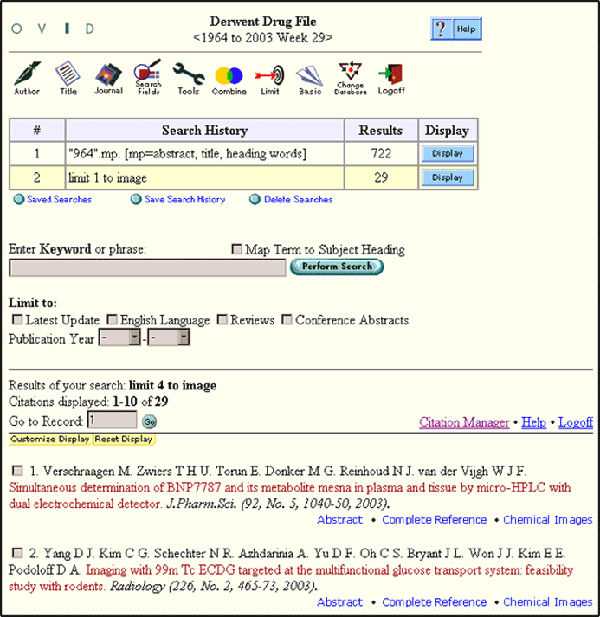 O V I D
Derwent Drug File
<1964 to 2003 Week 29>
? Help
Author Title Journal Search Fields Tools Combine Limit Basic Change Database Logoff
# Search History Results Display
1 "964".mp. [mp=abstract, title, heading words] 722 Display
2 limit 1 to image 29 Display
Saved Searches Save Search History Delete Searches
Enter Keyword or phrase: Map Term to Subject Heading
Perform Search
Limit to:
Latest Update English Language Reviews Conference Abstracts
Publication Year - - -
Results of your search: limit 4 to image
Citations displayed: 1-10 of 29
Go to Record: 1 Go Citation Manager • Help • Logoff
Customize Display Reset Display
1. Verschraagen M. Zwiers T H U. Torun E. Donker M G. Reinhoud N J. van der Vijgh W J F.
Simultaneous determination of BNP7787 and its metabolite mesna in plasma and tissue by micro-HPLC with
dual electrochemical detector. J.Pharm.Sci. (92, No. 5, 1040-50, 2003).
Abstract • Complete Reference • Chemical Images
2. Yang D J. Kim C G. Schechter N R. Azhdarinia A. Yu D F. Oh C S. Bryant J L. Won J J. Kim E E.
Podoloff D A. Imaging with 99m Tc ECDG targeted at the multifunctional glucose transport system: feasibility
study with rodents. Radiology (226, No. 2, 465-73, 2003).
Abstract • Complete Reference • Chemical Images